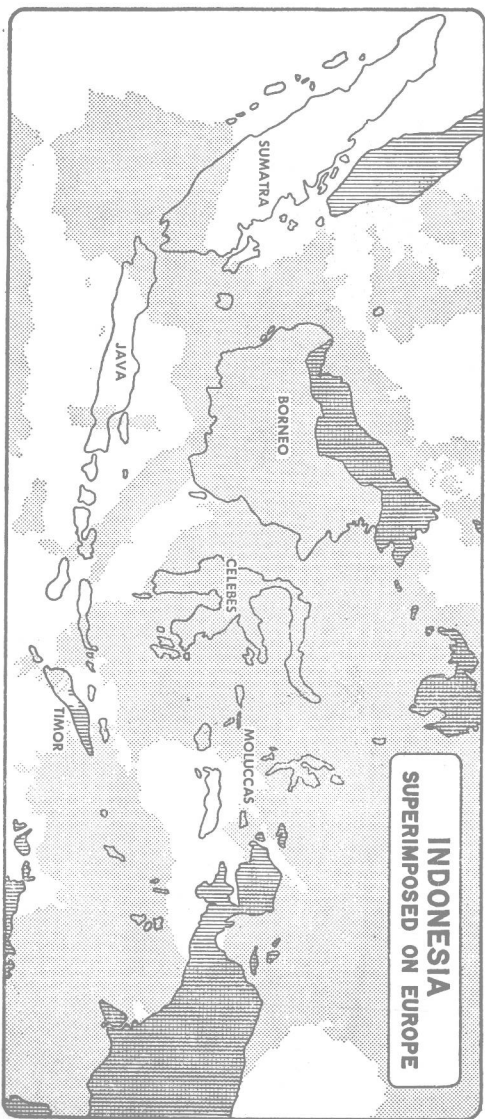 INDONESIA
SUPERIMPOSED ON EUROPE
SUMATRA
JAVA
BORNEO
CELEBES
MOLUCCAS
TIMOR